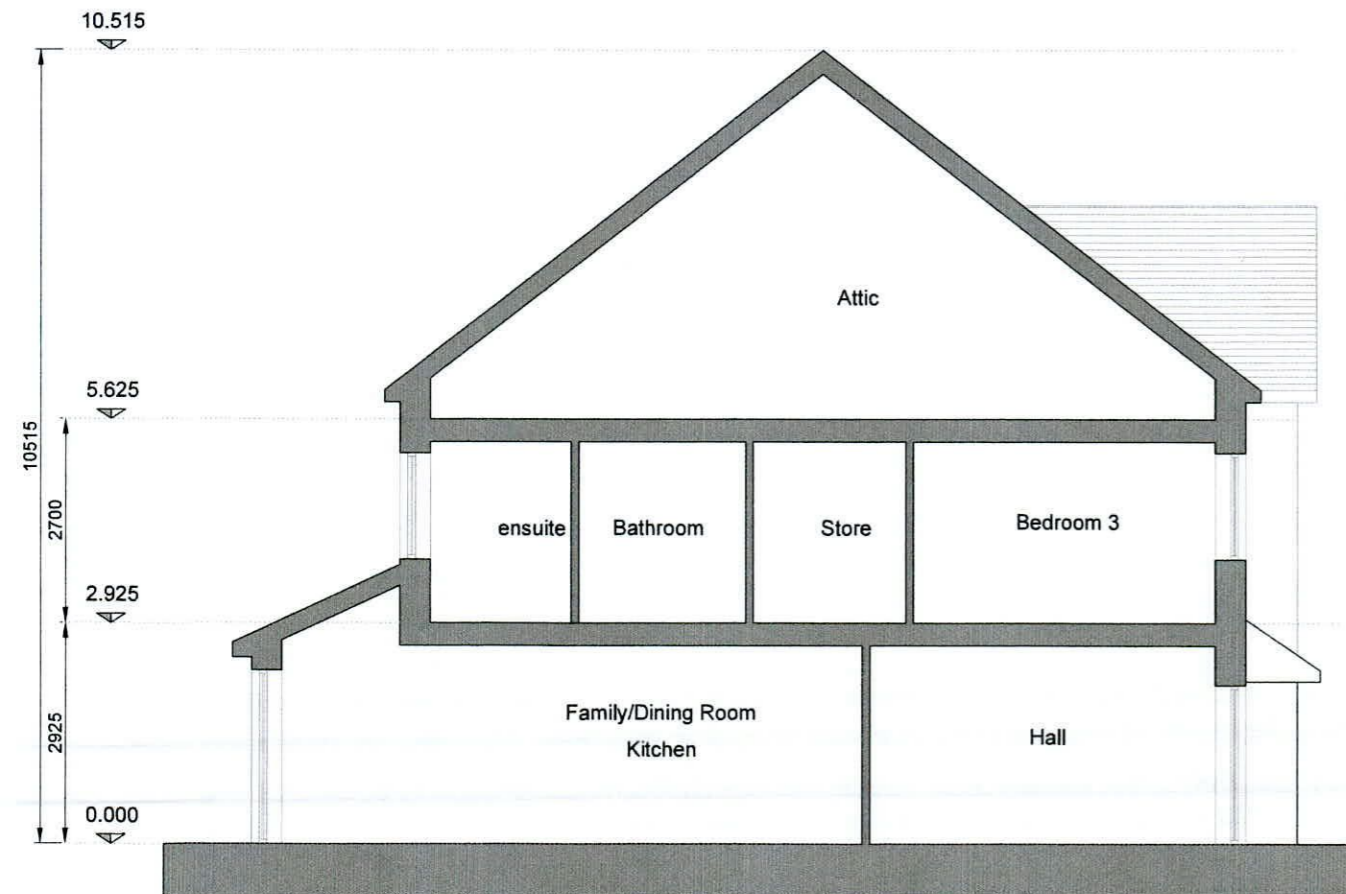 10.515
10515
Attic
5.625
2700
ensuite
Bathroom
Store
Bedroom 3
2.925
2925
Family/Dining Room
Kitchen
Hall
0.000